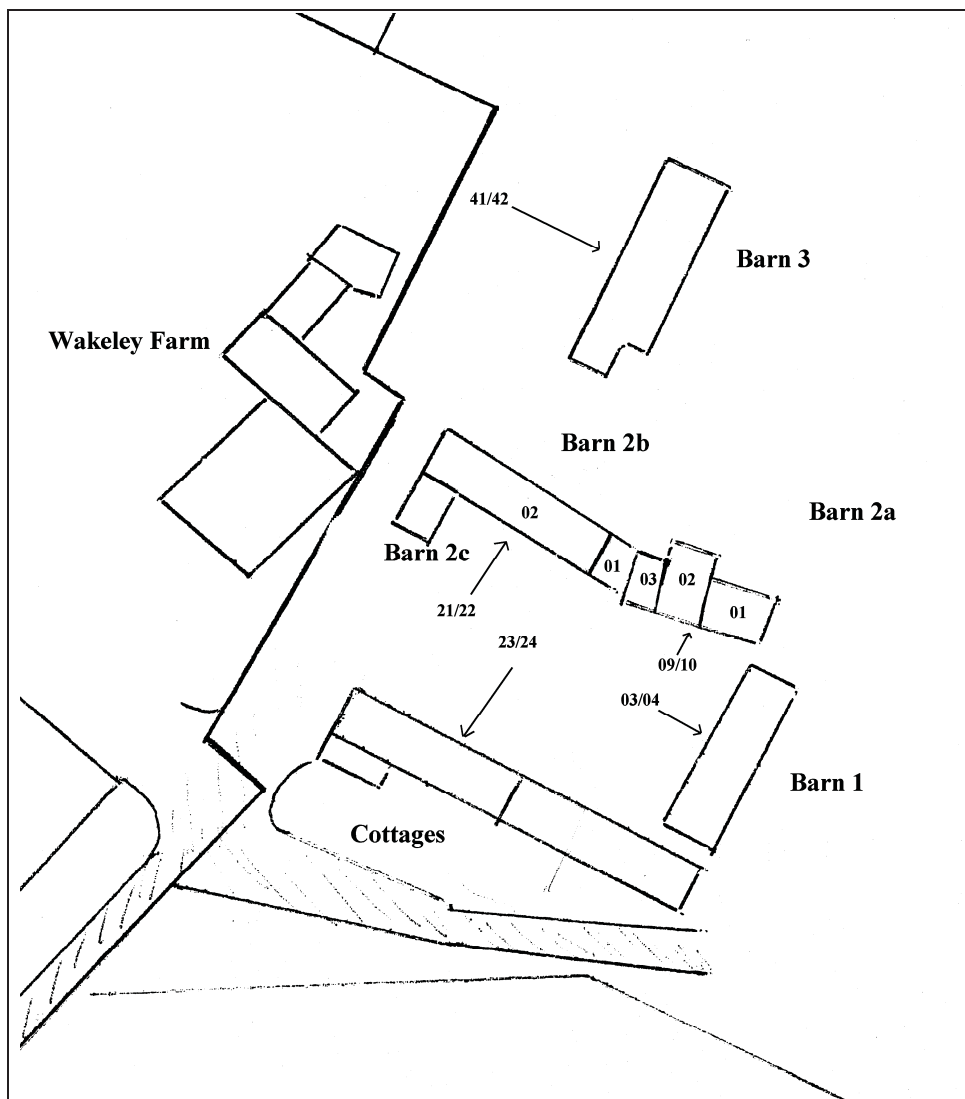 41/42
Barn 3
Wakeley Farm
Barn 2b
Barn 2a
02
Barn 2c
01
03
02
01
21/22
23/24
09/10
03/04
Barn 1
Cottages